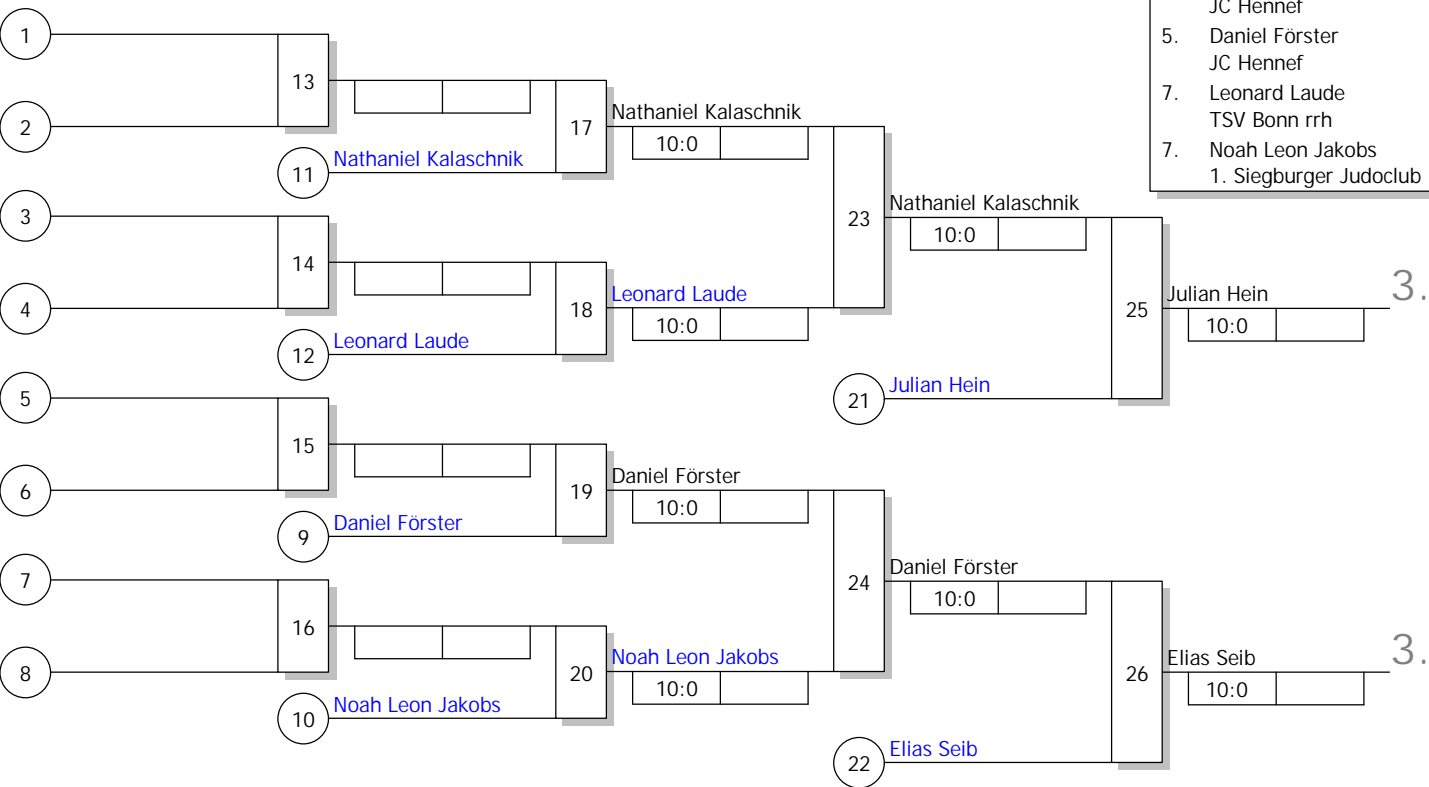 JC Hennef
5. Daniel Förster
JC Hennef
7. Leonard Laude
TSV Bonn rrh
7. Noah Leon Jakobs
1. Siegburger Judoclub
1
13
2
17
Nathaniel Kalaschnik
10:0
11
Nathaniel Kalaschnik
3
23
Nathaniel Kalaschnik
10:0
14
4
18
Leonard Laude
10:0
12
Leonard Laude
25
Julian Hein
10:0
3.
5
21
Julian Hein
15
6
19
Daniel Förster
10:0
9
Daniel Förster
7
24
Daniel Förster
10:0
16
8
20
Noah Leon Jakobs
10:0
10
Noah Leon Jakobs
26
Elias Seib
10:0
3.
22
Elias Seib